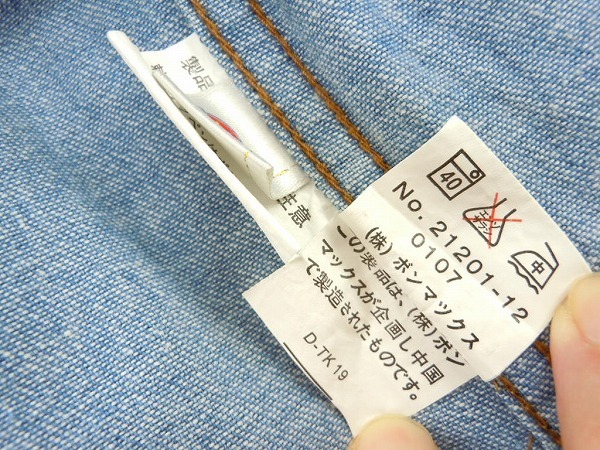 製品
注意
40
エンソ
サラシ
中
No. 21201-12
0107
(株) ボンマックス
この製品は、(株)ボン
マックスが企画し中国
で製造されたものです。
D-TK19